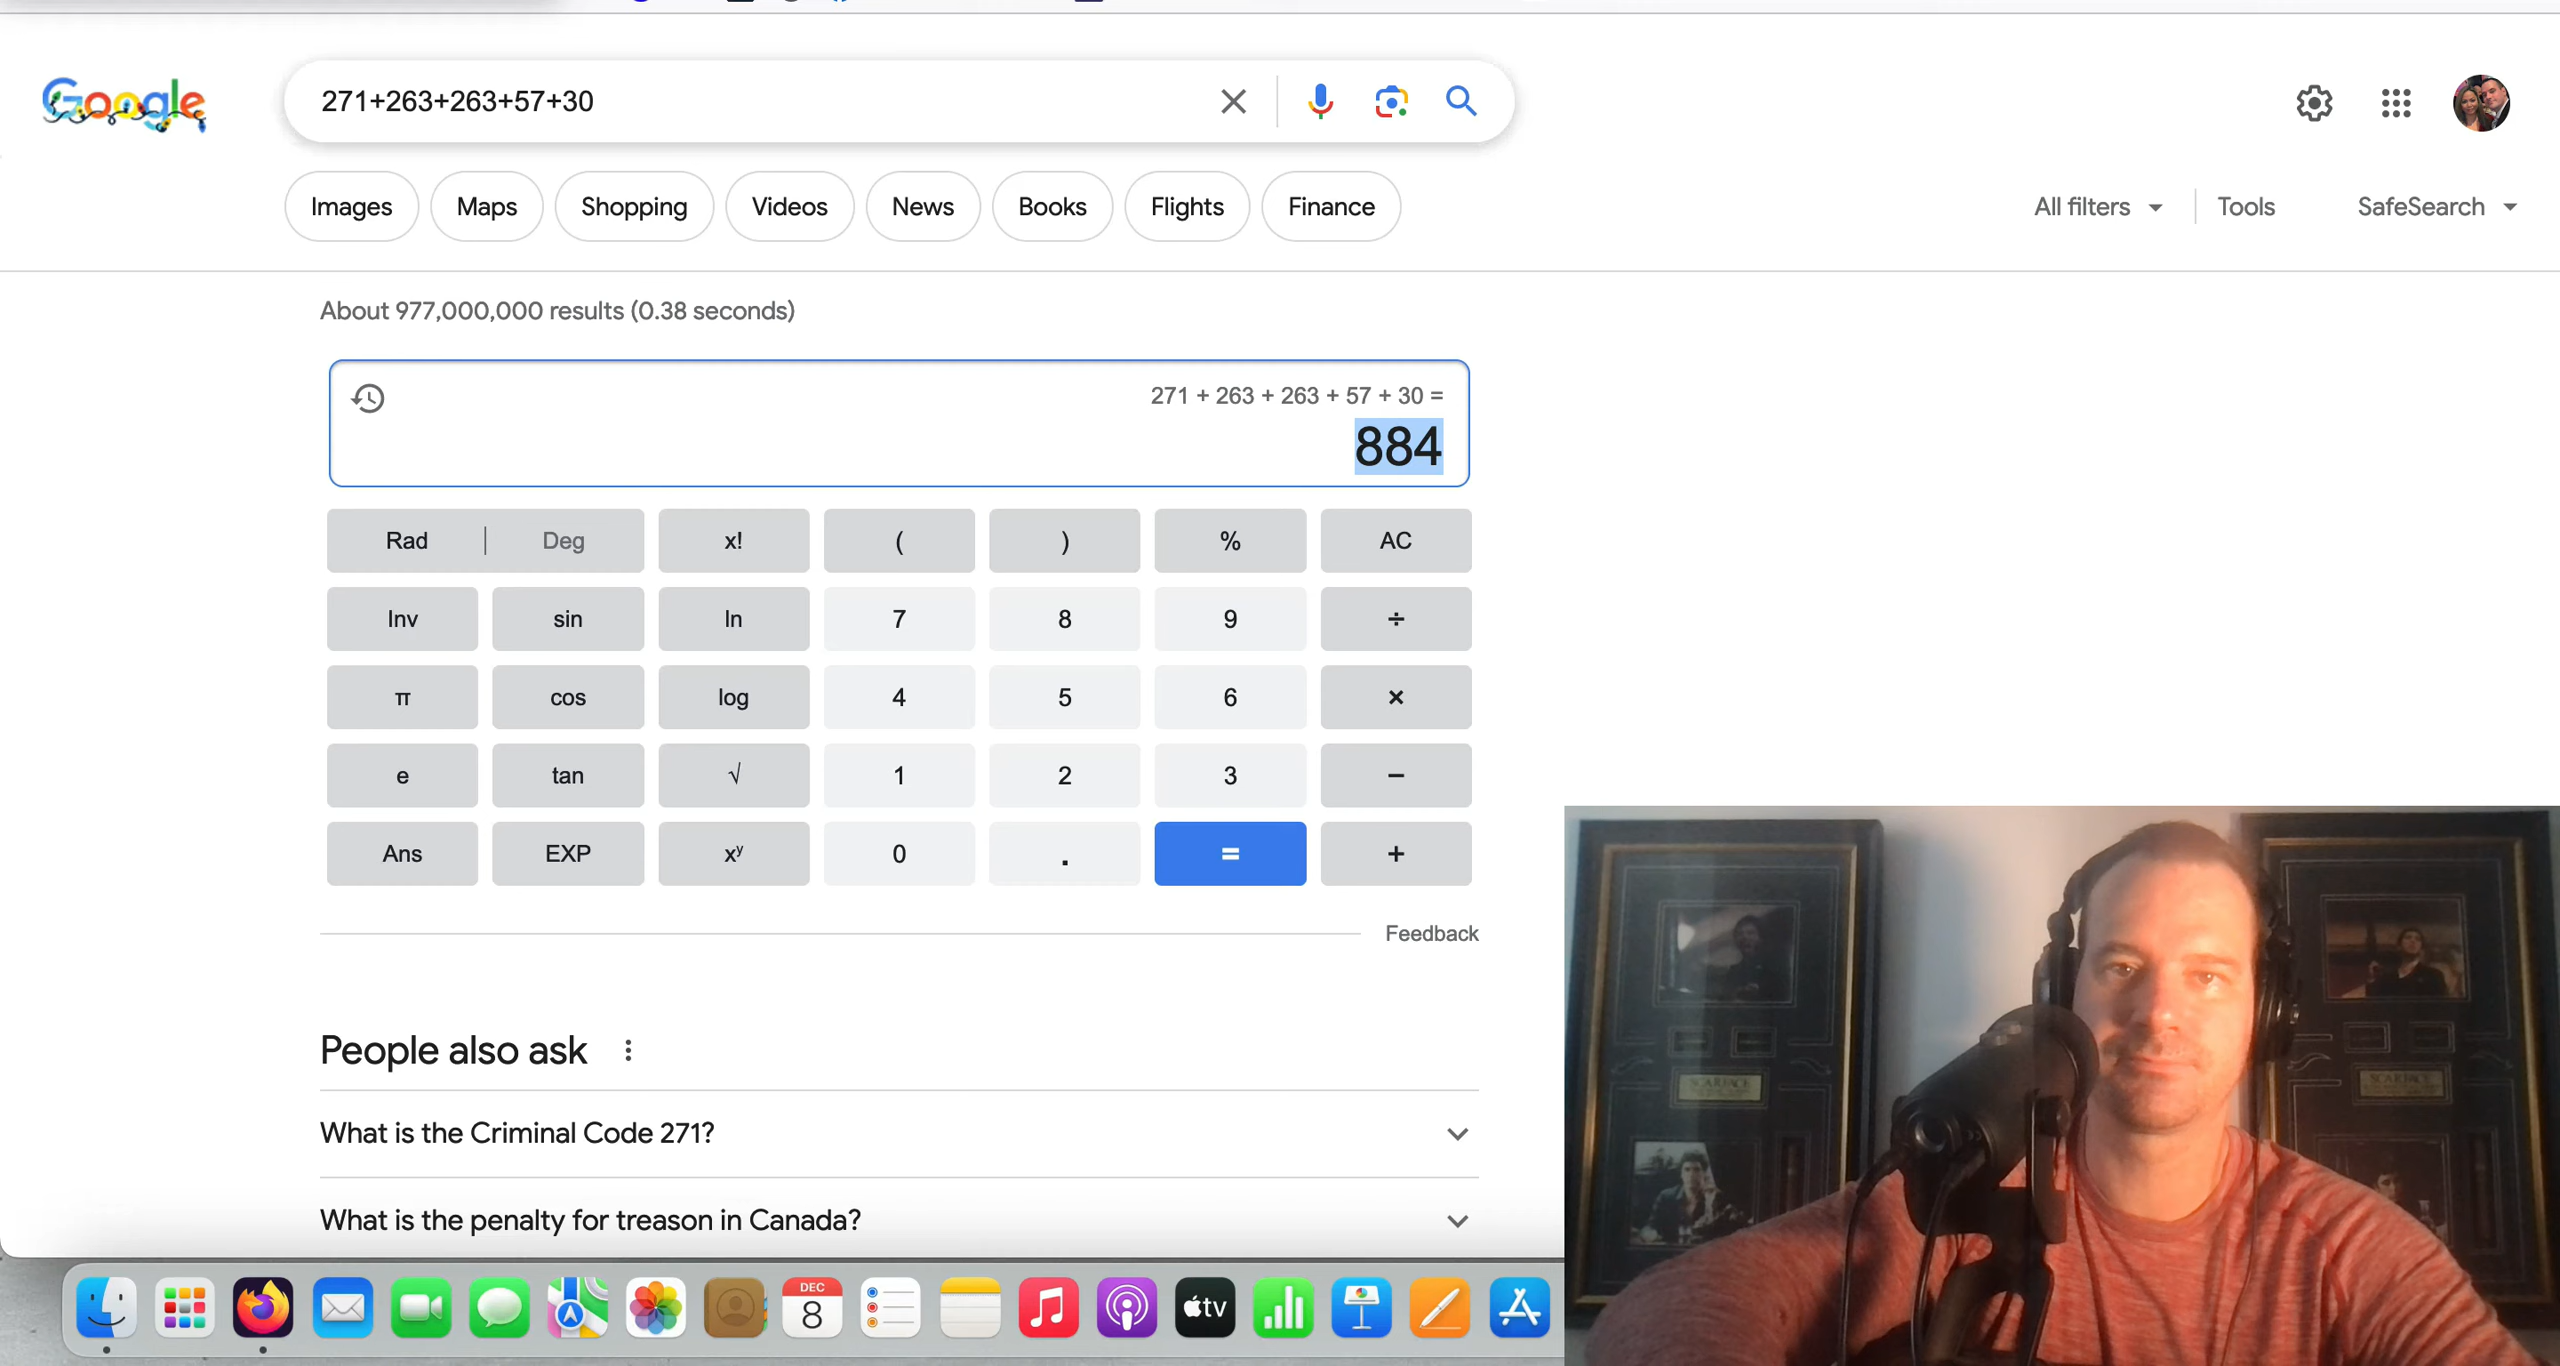 Google
271+263+263+57+30
Images Maps Shopping Videos News Books Flights Finance
All filters Tools SafeSearch
About 977,000,000 results (0.38 seconds)
271 + 263 + 263 + 57 + 30 =
884
Rad | Deg x! ( ) % AC
Inv sin ln 7 8 9 ÷
π cos log 4 5 6 ×
e tan √ 1 2 3 −
Ans EXP xʸ 0 . = +
Feedback
People also ask
What is the Criminal Code 271?
What is the penalty for treason in Canada?
DEC
8
tv
SCARFACE
SCARFACE